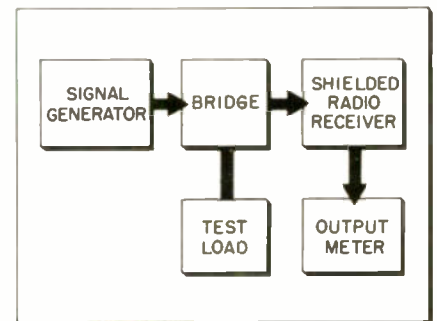 SIGNAL
GENERATOR
BRIDGE
SHIELDED
RADIO
RECEIVER
TEST
LOAD
OUTPUT
METER